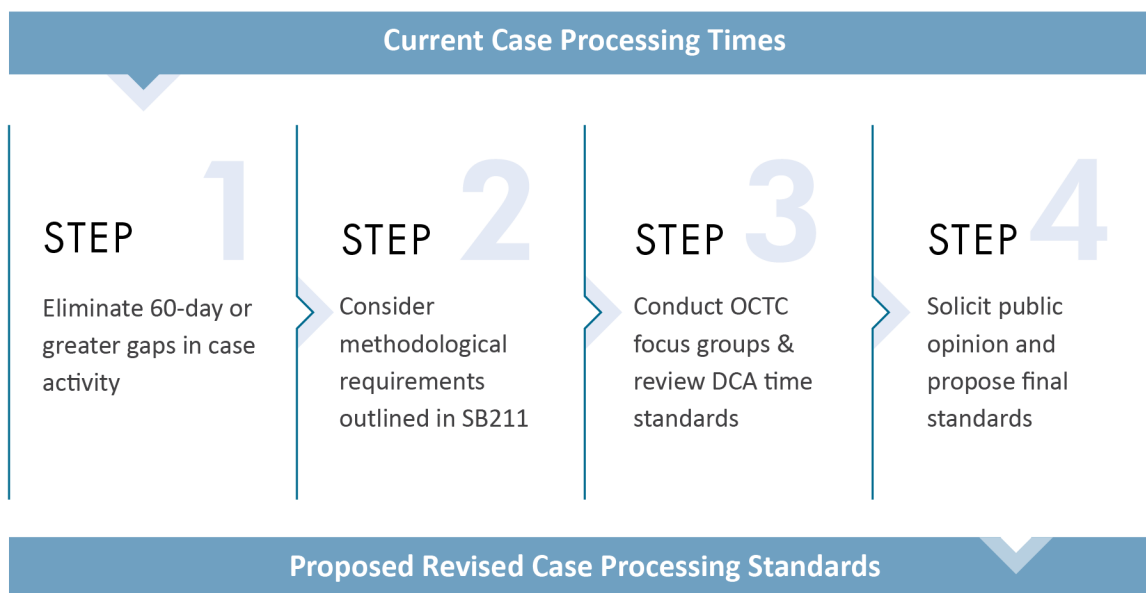 Current Case Processing Times
STEP 1
Eliminate 60-day or
greater gaps in case
activity
STEP 2
Consider
methodological
requirements
outlined in SB211
STEP 3
Conduct OCTC
focus groups &
review DCA time
standards
STEP 4
Solicit public
opinion and
propose final
standards
Proposed Revised Case Processing Standards